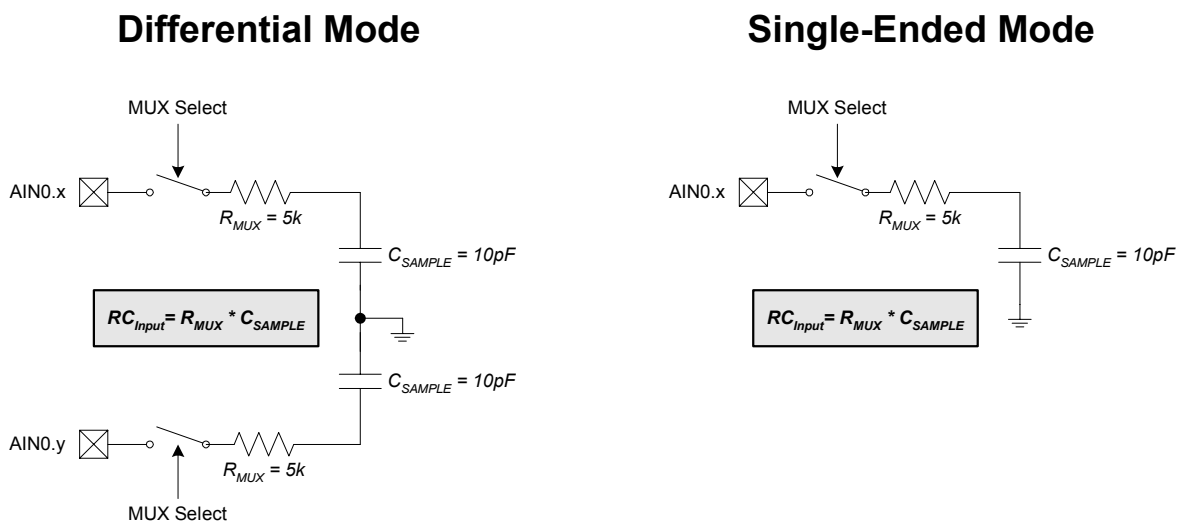 Differential Mode
MUX Select
AIN0.x
R_MUX = 5k
C_SAMPLE = 10pF
RC_Input= R_MUX * C_SAMPLE
C_SAMPLE = 10pF
AIN0.y
R_MUX = 5k
MUX Select
Single-Ended Mode
MUX Select
AIN0.x
R_MUX = 5k
C_SAMPLE = 10pF
RC_Input= R_MUX * C_SAMPLE